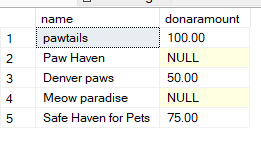 name donaramount
1 pawtails 100.00
2 Paw Haven NULL
3 Denver paws 50.00
4 Meow paradise NULL
5 Safe Haven for Pets 75.00